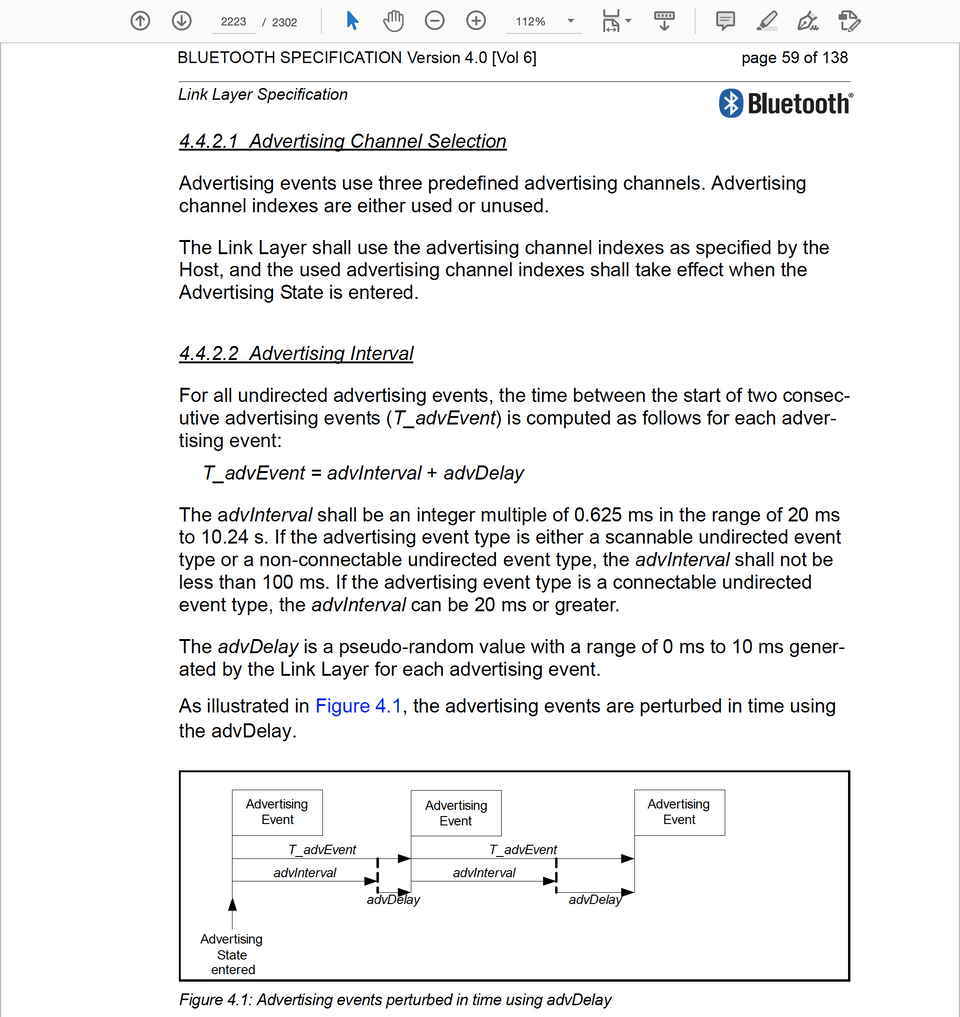 2223 / 2302 112%
BLUETOOTH SPECIFICATION Version 4.0 [Vol 6] page 59 of 138
Link Layer Specification
Bluetooth®
4.4.2.1 Advertising Channel Selection
Advertising events use three predefined advertising channels. Advertising
channel indexes are either used or unused.
The Link Layer shall use the advertising channel indexes as specified by the
Host, and the used advertising channel indexes shall take effect when the
Advertising State is entered.
4.4.2.2 Advertising Interval
For all undirected advertising events, the time between the start of two consec-
utive advertising events (T_advEvent) is computed as follows for each adver-
tising event:
T_advEvent = advInterval + advDelay
The advInterval shall be an integer multiple of 0.625 ms in the range of 20 ms
to 10.24 s. If the advertising event type is either a scannable undirected event
type or a non-connectable undirected event type, the advInterval shall not be
less than 100 ms. If the advertising event type is a connectable undirected
event type, the advInterval can be 20 ms or greater.
The advDelay is a pseudo-random value with a range of 0 ms to 10 ms gener-
ated by the Link Layer for each advertising event.
As illustrated in Figure 4.1, the advertising events are perturbed in time using
the advDelay.
Advertising Advertising Advertising
Event Event Event
T_advEvent T_advEvent
advInterval advInterval
advDelay advDelay
Advertising
State
entered
Figure 4.1: Advertising events perturbed in time using advDelay